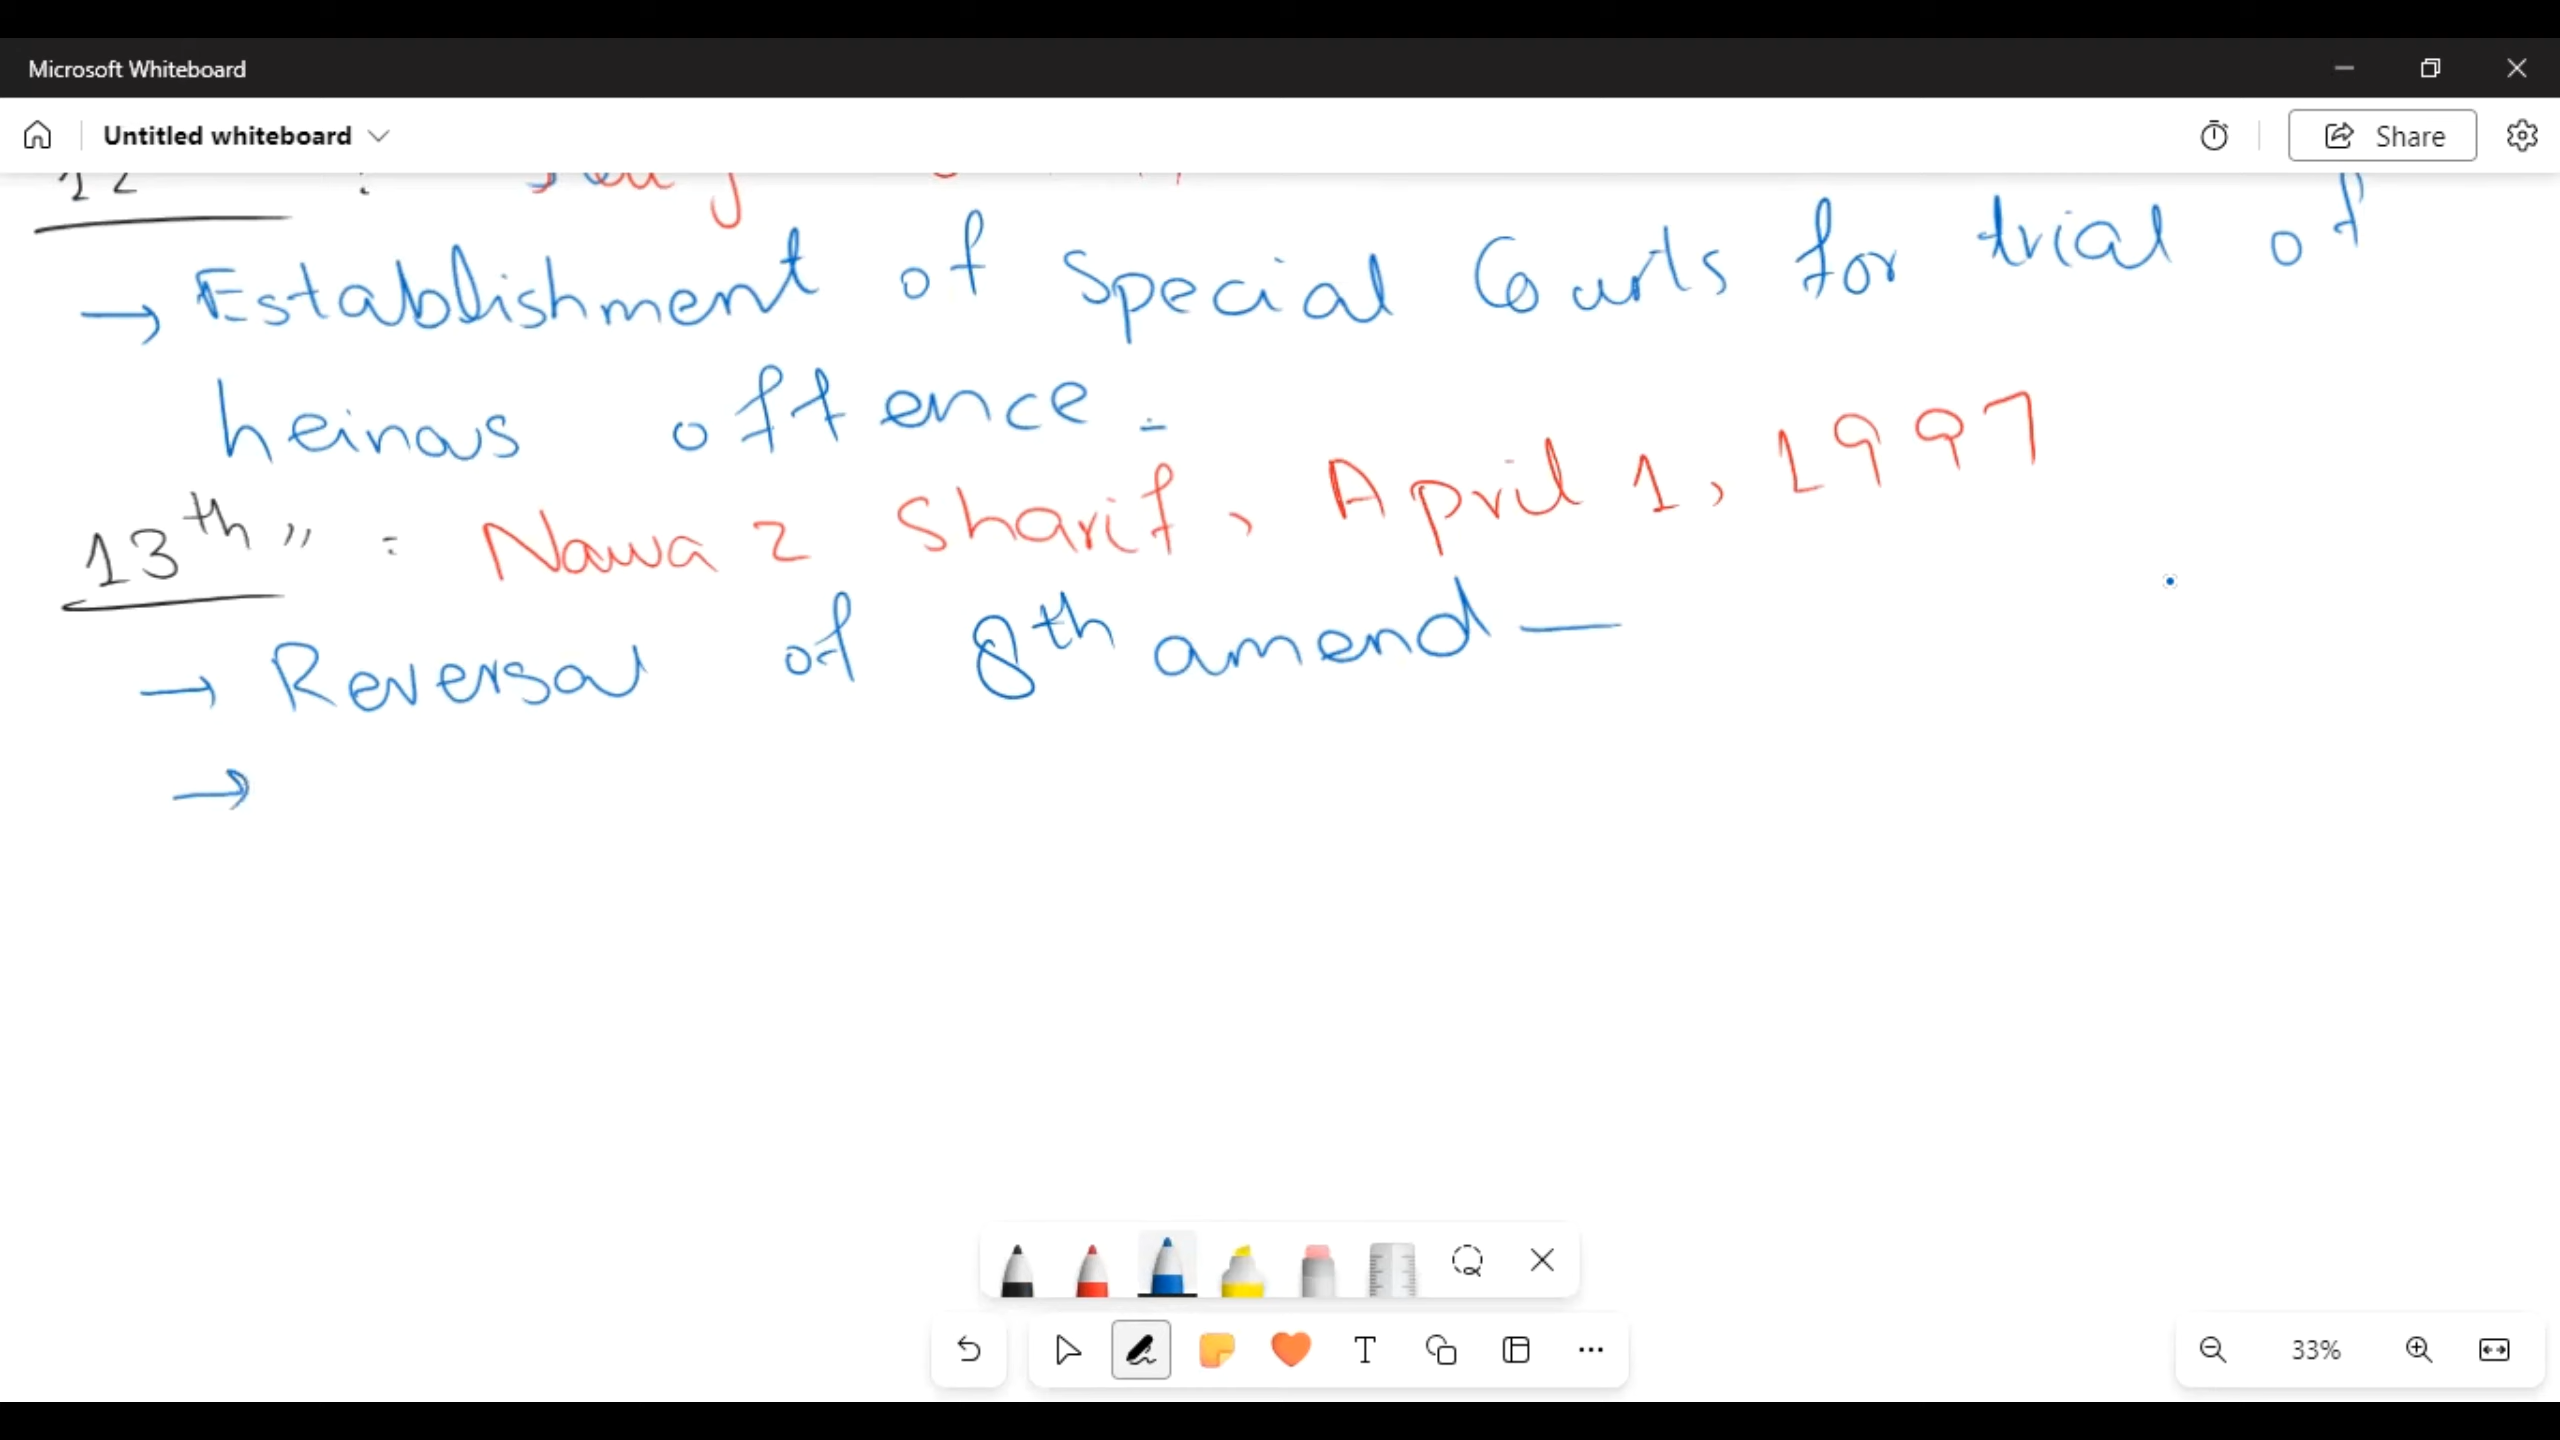 Microsoft Whiteboard
Untitled whiteboard
Share
12
→ Establishment of Special Courts for trial of
heinous offence.
13th " : Nawaz Sharif, April 1, 1997
→ Reversal of 8th amend —
→
T
33%